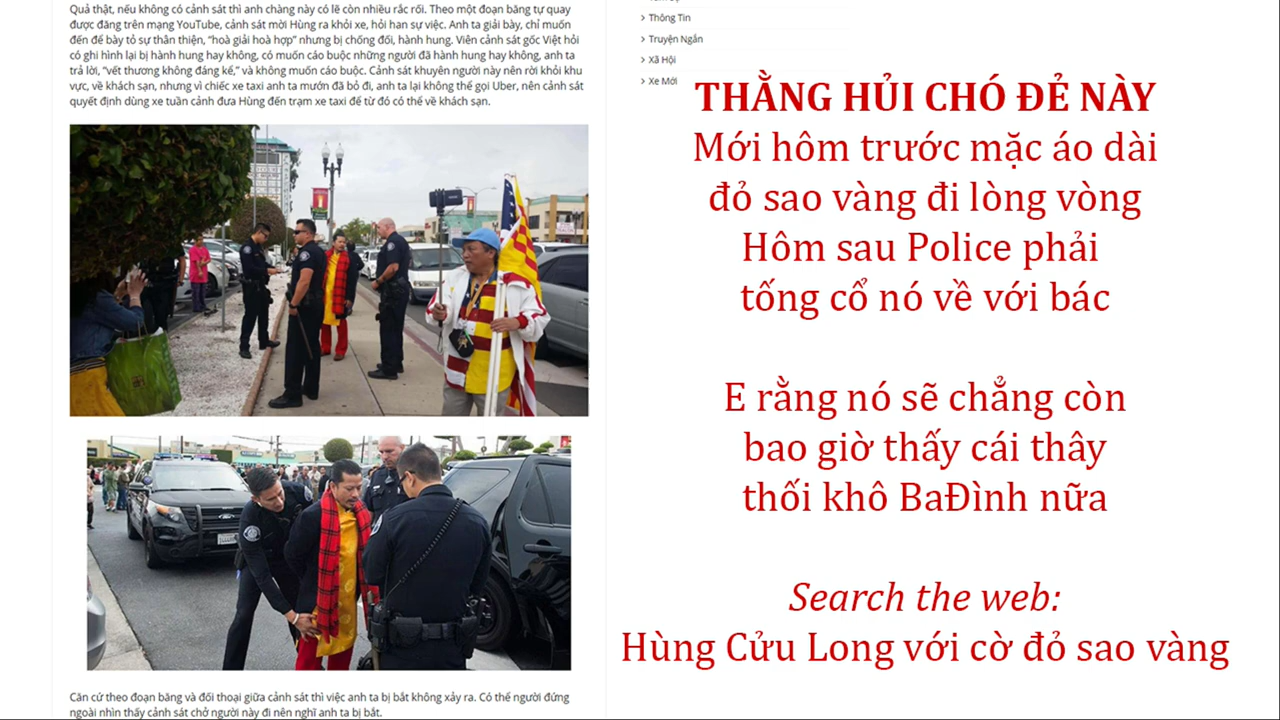 Quả thật, nếu không có cảnh sát thì anh chàng này có lẽ còn nhiều rắc rối. Theo một đoạn băng tự quay
được đăng trên mạng YouTube, cảnh sát mời Hùng ra khỏi xe, hỏi han sự việc. Anh ta giải bày, chỉ muốn
đến để bày tỏ sự thân thiện, “hoà giải hoà hợp” nhưng bị chống đối, hành hung. Viên cảnh sát gốc Việt hỏi
có ghi hình lại bị hành hung hay không, có muốn cáo buộc những người đã hành hung hay không, anh ta
trả lời, “vết thương không đáng kể,” và không muốn cáo buộc. Cảnh sát khuyên người này nên rời khỏi khu
vực, về khách sạn, nhưng vì chiếc xe taxi anh ta mướn đã bỏ đi, anh ta lại không thể gọi Uber, nên cảnh sát
quyết định dùng xe tuần cảnh đưa Hùng đến trạm xe taxi để từ đó có thể về khách sạn.
Căn cứ theo đoạn băng và đối thoại giữa cảnh sát thì việc anh ta bị bắt không xảy ra. Có thể người đứng
ngoài nhìn thấy cảnh sát chở người này đi nên nghĩ anh ta bị bắt.
> Thông Tin
> Truyện Ngắn
> Xã Hội
> Xe Mới
THẰNG HỦI CHÓ ĐẺ NÀY
Mới hôm trước mặc áo dài
đỏ sao vàng đi lòng vòng
Hôm sau Police phải
tống cổ nó về với bác
E rằng nó sẽ chẳng còn
bao giờ thấy cái thây
thối khô BaĐình nữa
Search the web:
Hùng Cửu Long với cờ đỏ sao vàng